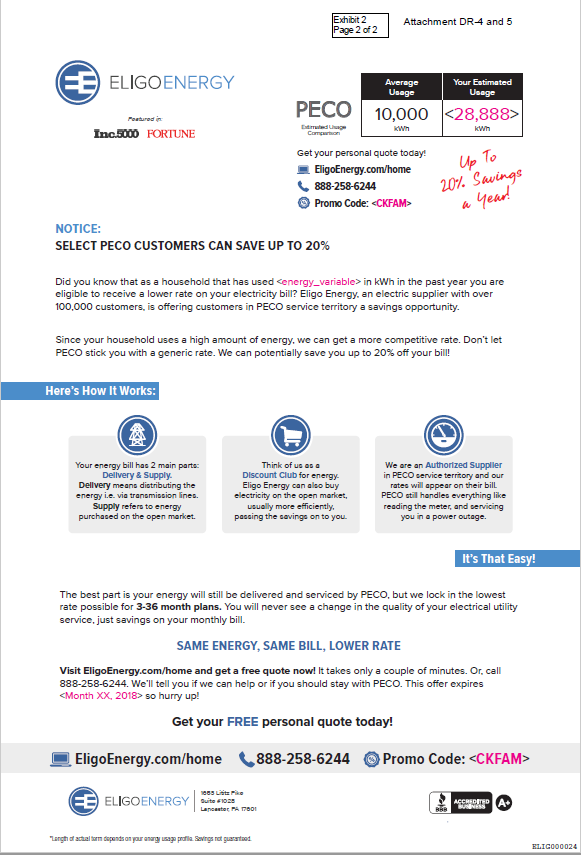 Exhibit 2
Page 2 of 2
Attachment DR-4 and 5
ELIGOENERGY
Featured in:
Inc.5000 FORTUNE
PECO
Estimated Usage
Comparison
Average
Usage
Your Estimated
Usage
10,000
kWh
<28,888>
kWh
Get your personal quote today!
EligoEnergy.com/home
888-258-6244
Promo Code: <CKFAM>
Up To
20% Savings
a Year!
NOTICE:
SELECT PECO CUSTOMERS CAN SAVE UP TO 20%
Did you know that as a household that has used <energy_variable> in kWh in the past year you are
eligible to receive a lower rate on your electricity bill? Eligo Energy, an electric supplier with over
100,000 customers, is offering customers in PECO service territory a savings opportunity.
Since your household uses a high amount of energy, we can get a more competitive rate. Don't let
PECO stick you with a generic rate. We can potentially save you up to 20% off your bill!
Here's How It Works:
Your energy bill has 2 main parts:
Delivery & Supply.
Delivery means distributing the
energy i.e. via transmission lines.
Supply refers to energy
purchased on the open market.
Think of us as a
Discount Club for energy.
Eligo Energy can also buy
electricity on the open market,
usually more efficiently,
passing the savings on to you.
We are an Authorized Supplier
in PECO service territory and our
rates will appear on their bill.
PECO still handles everything like
reading the meter, and servicing
you in a power outage.
It's That Easy!
The best part is your energy will still be delivered and serviced by PECO, but we lock in the lowest
rate possible for 3-36 month plans. You will never see a change in the quality of your electrical utility
service, just savings on your monthly bill.
SAME ENERGY, SAME BILL, LOWER RATE
Visit EligoEnergy.com/home and get a free quote now! It takes only a couple of minutes. Or, call
888-258-6244. We'll tell you if we can help or if you should stay with PECO. This offer expires
<Month XX, 2018> so hurry up!
Get your FREE personal quote today!
EligoEnergy.com/home 888-258-6244 Promo Code: <CKFAM>
ELIGOENERGY
1653 Lititz Pike
Suite #1028
Lancaster, PA 17601
BBB
ACCREDITED
BUSINESS
A+
*Length of actual term depends on your energy usage profile. Savings not guaranteed.
ELIG000024